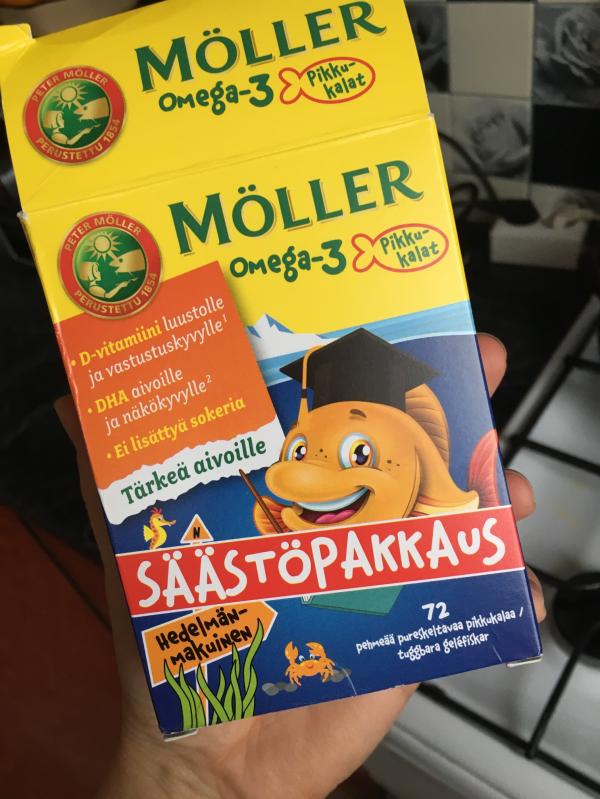 MÖLLER
Omega-3
Pikku-
kalat
PETER MÖLLER
PERUSTETTU 1854
MÖLLER
Omega-3
Pikku-
kalat
PETER MÖLLER
PERUSTETTU 1854
• D-vitamiini luustolle
ja vastustuskyvylle¹
• DHA aivoille
ja näkökyvylle²
• Ei lisättyä sokeria
Tärkeä aivoille
N
SÄÄSTÖPAKKAUS
Hedelmän-
makuinen
72
pehmeää pureskeltavaa pikkukalaa /
tuggbara geléfiskar